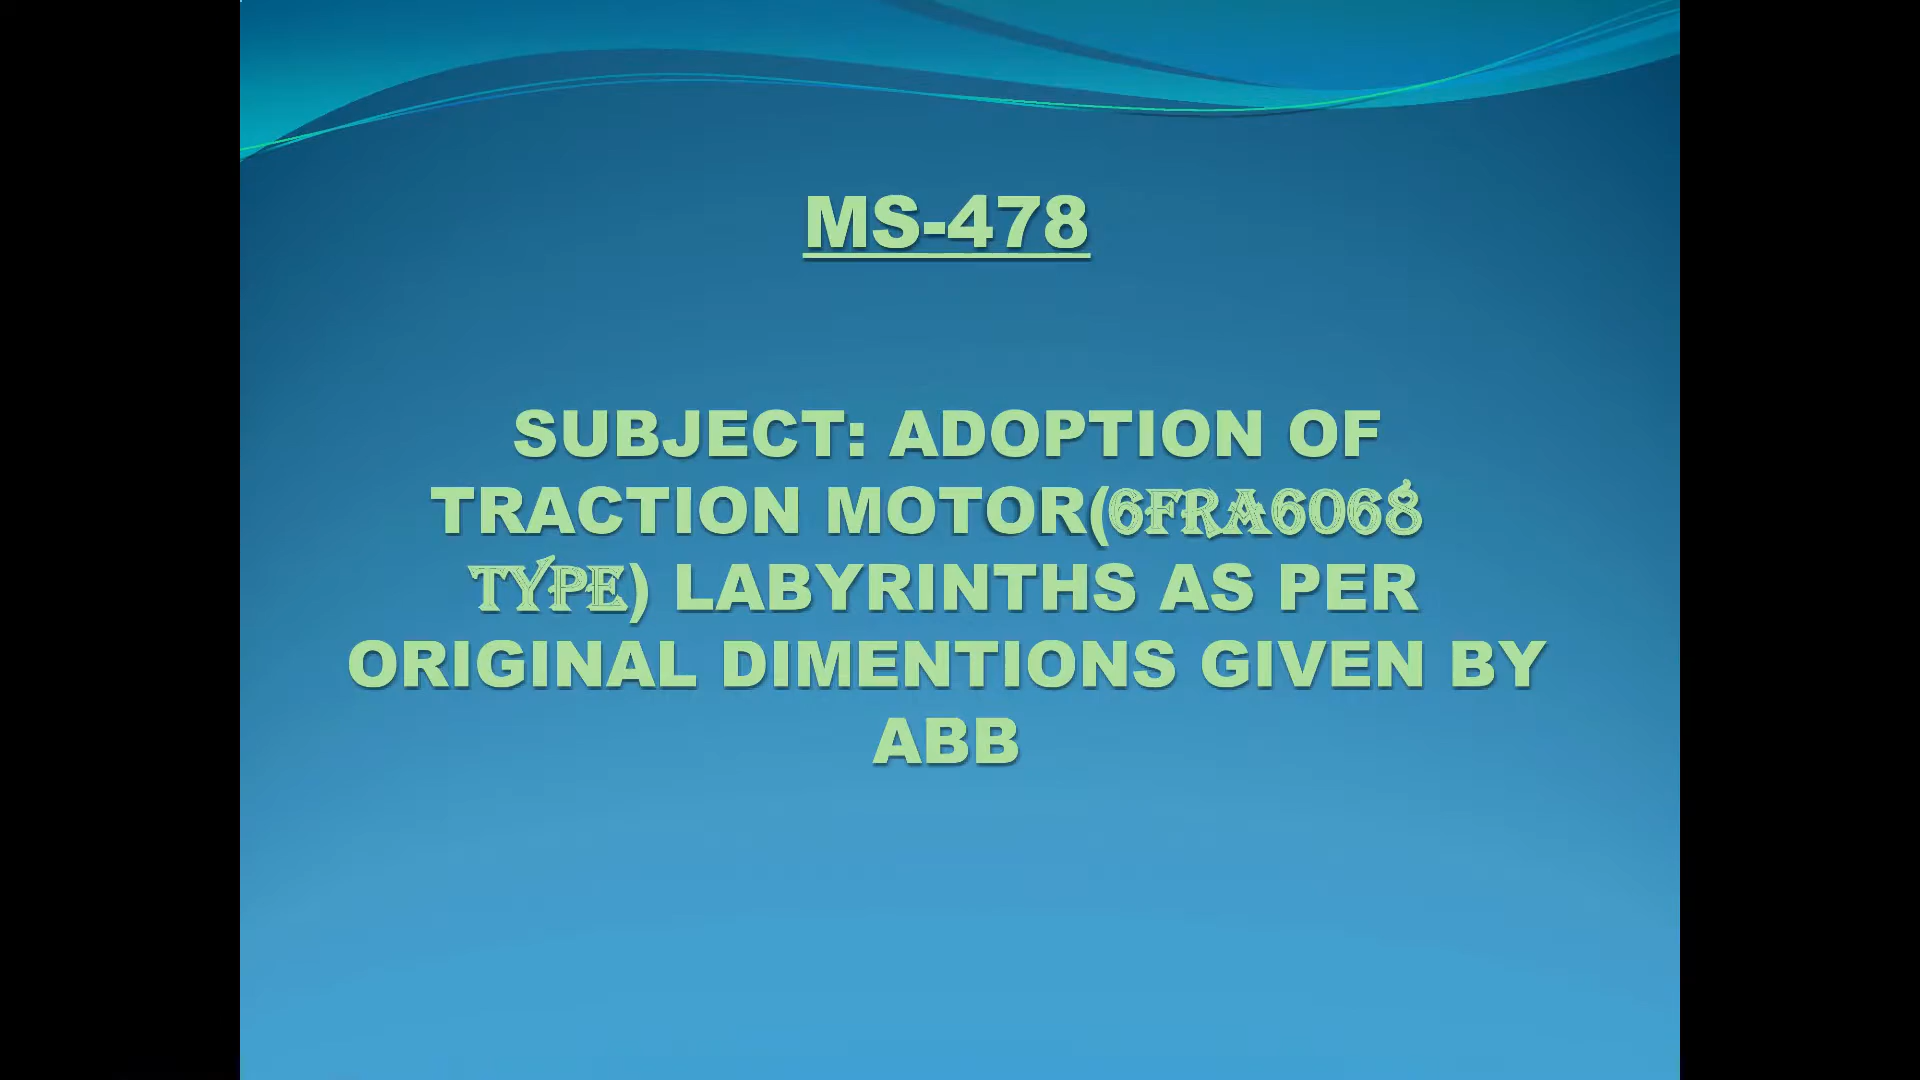 MS-478
SUBJECT: ADOPTION OF
TRACTION MOTOR(6FRA6068
TYPE) LABYRINTHS AS PER
ORIGINAL DIMENTIONS GIVEN BY
ABB